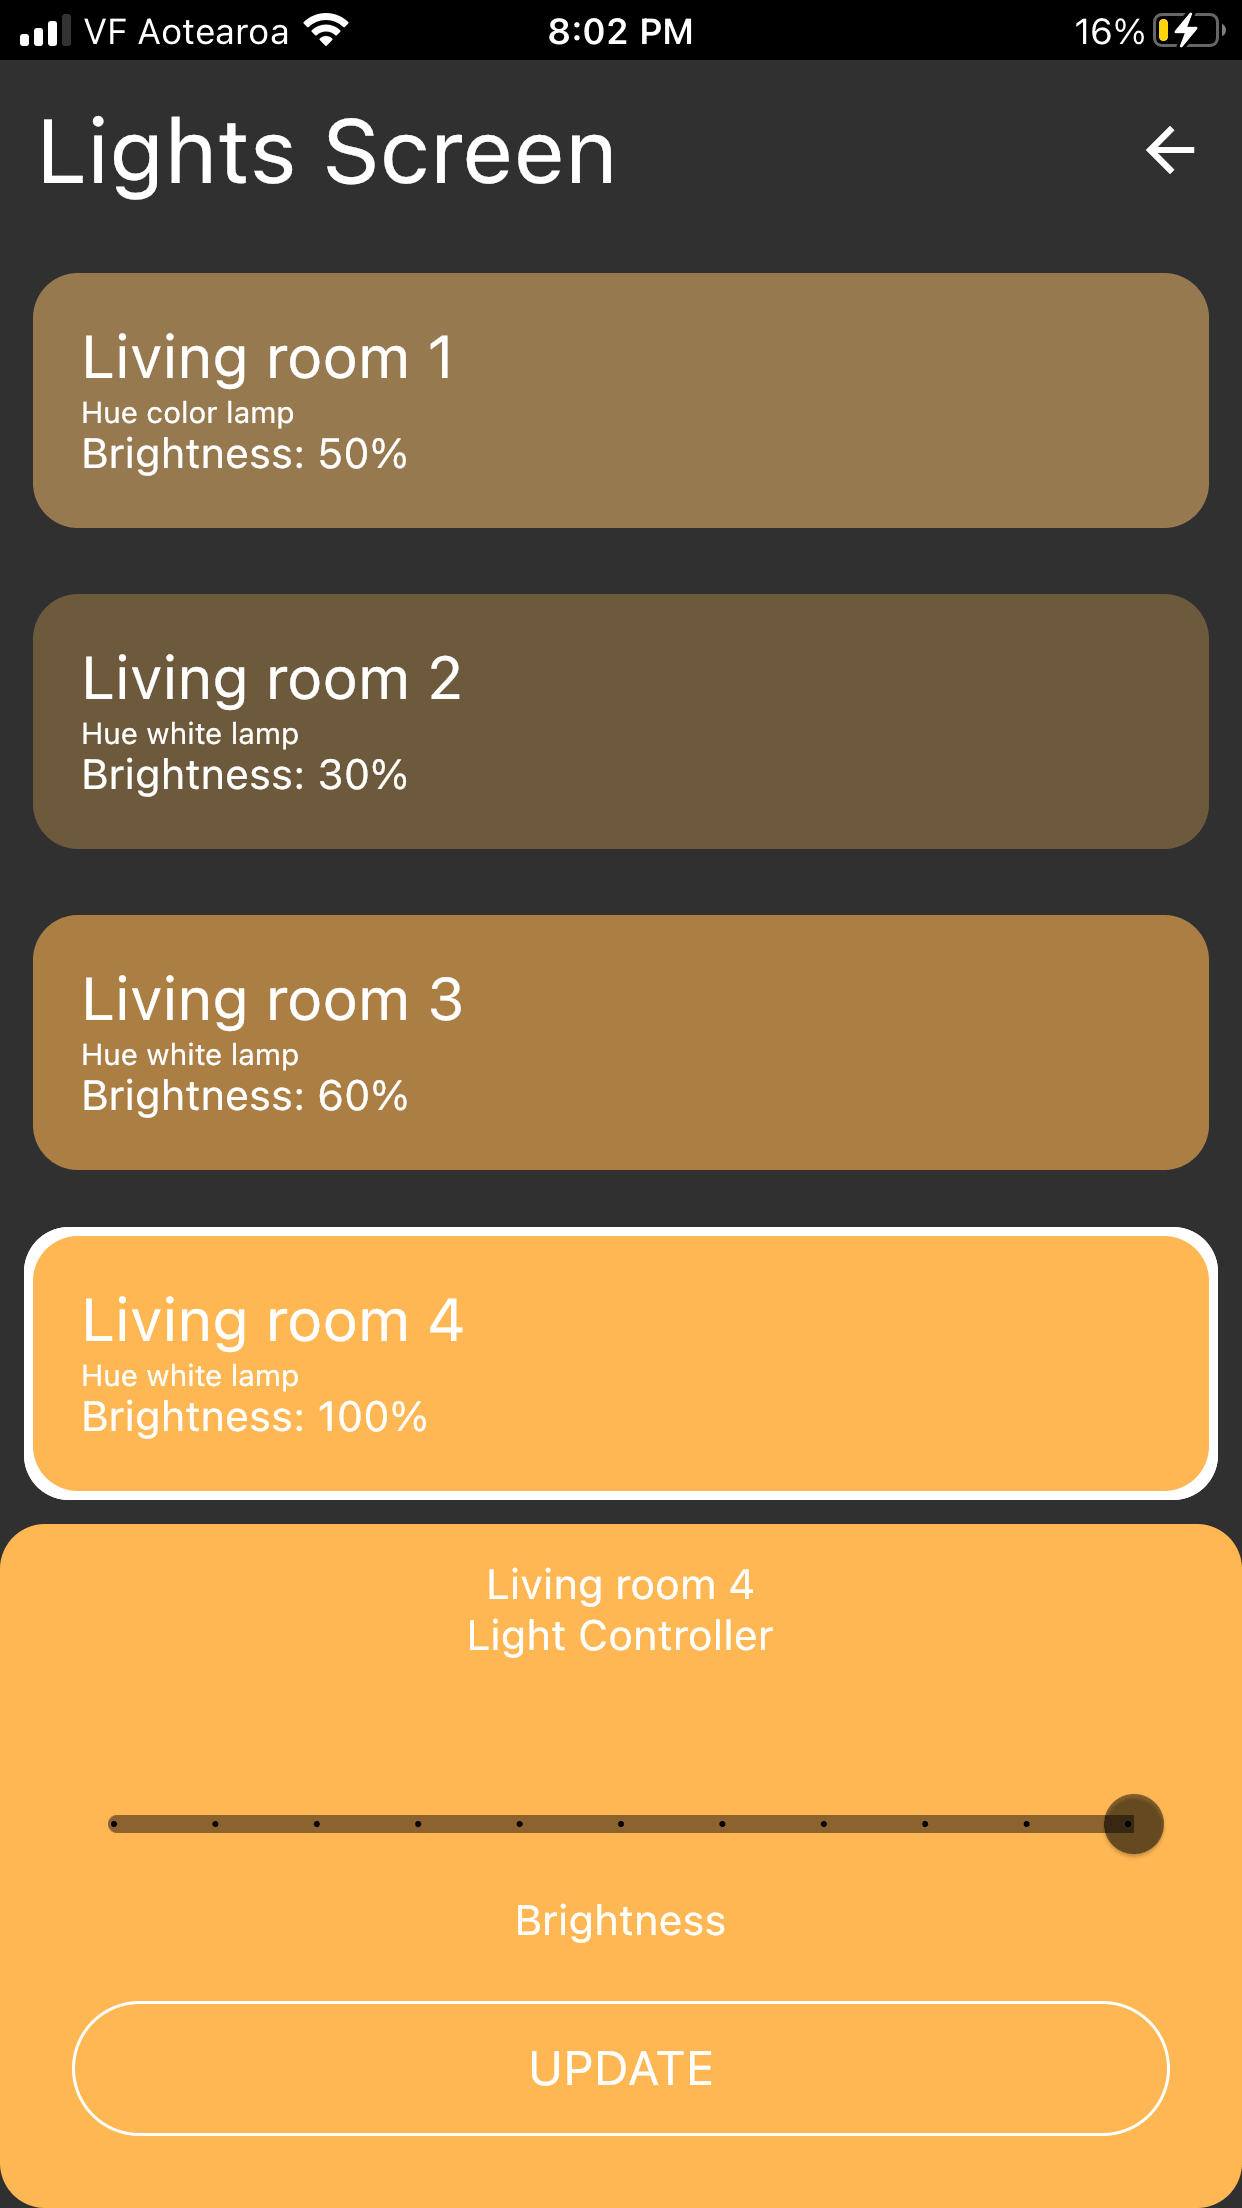 VF Aotearoa 8:02 PM 16%
Lights Screen
Living room 1
Hue color lamp
Brightness: 50%
Living room 2
Hue white lamp
Brightness: 30%
Living room 3
Hue white lamp
Brightness: 60%
Living room 4
Hue white lamp
Brightness: 100%
Living room 4
Light Controller
Brightness
UPDATE